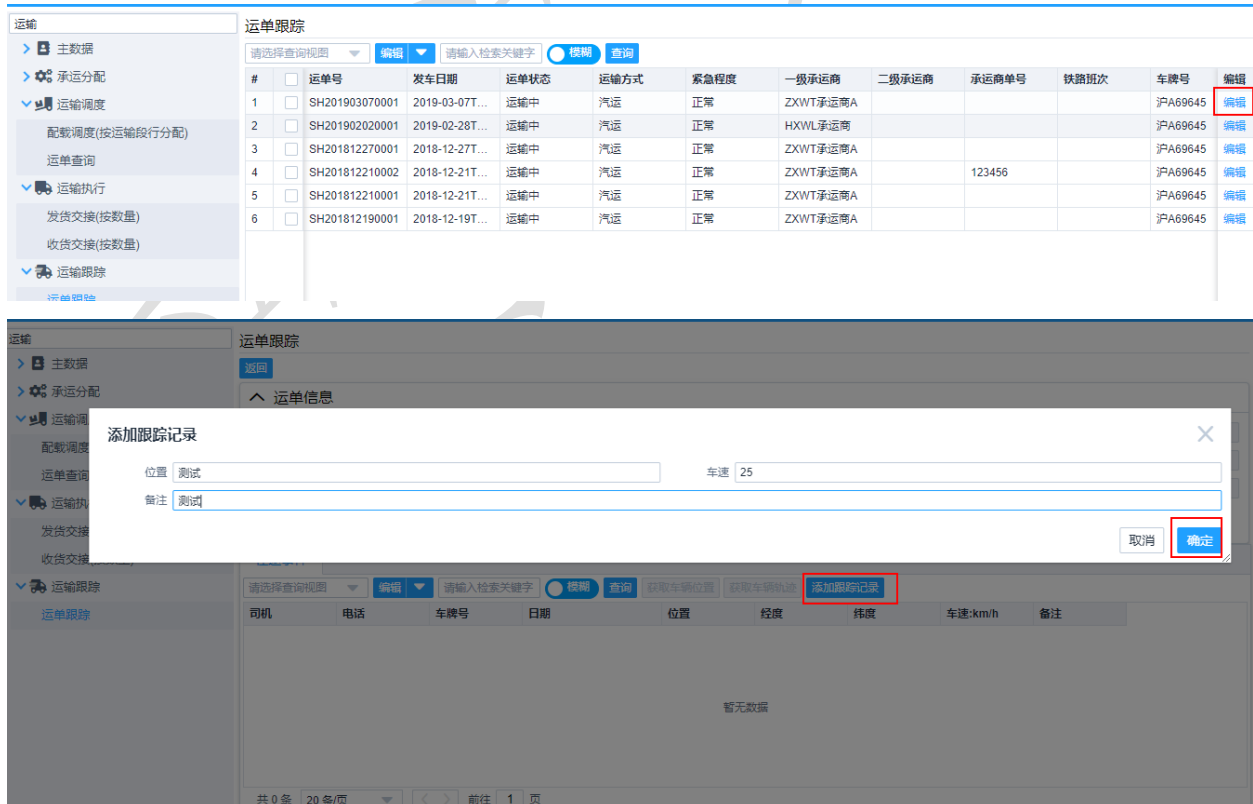 运输
运单跟踪
主数据
请选择查询视图 编辑 请输入检索关键字 模糊 查询
承运分配
# 运单号 发车日期 运单状态 运输方式 紧急程度 一级承运商 二级承运商 承运商单号 铁路班次 车牌号 编辑
运输调度
1 SH201903070001 2019-03-07T... 运输中 汽运 正常 ZXWT承运商A 沪A69645 编辑
配载调度(按运输段行分配)
2 SH201902020001 2019-02-28T... 运输中 汽运 正常 HXWL承运商 沪A69645 编辑
运单查询
3 SH201812270001 2018-12-27T... 运输中 汽运 正常 ZXWT承运商A 沪A69645 编辑
4 SH201812210002 2018-12-21T... 运输中 汽运 正常 ZXWT承运商A 123456 沪A69645 编辑
运输执行
5 SH201812210001 2018-12-21T... 运输中 汽运 正常 ZXWT承运商A 沪A69645 编辑
发货交接(按数量)
6 SH201812190001 2018-12-19T... 运输中 汽运 正常 ZXWT承运商A 沪A69645 编辑
收货交接(按数量)
运输跟踪
运单跟踪
运输
运单跟踪
主数据
返回
承运分配
运单信息
运输调
添加跟踪记录
配载调度
位置 测试 车速 25
运单查询
备注 测试
运输执
发货交接
取消 确定
收货交接
运输跟踪
请选择查询视图 编辑 请输入检索关键字 模糊 查询 获取车辆位置 获取车辆轨迹 添加跟踪记录
运单跟踪
司机 电话 车牌号 日期 位置 经度 纬度 车速:km/h 备注
暂无数据
共 0 条 20 条/页 前往 1 页